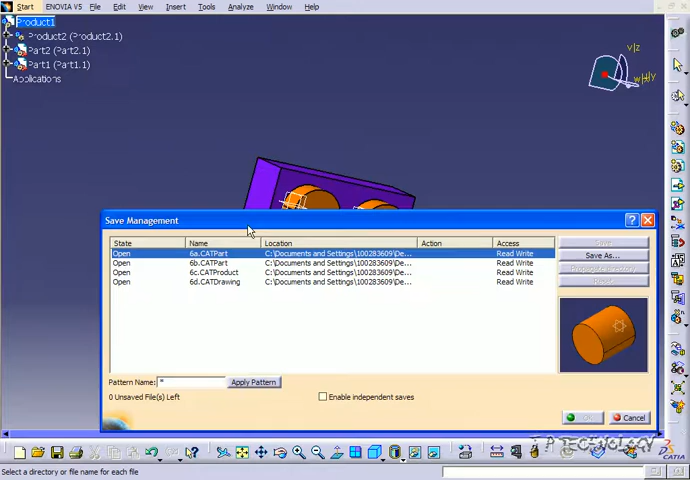 Start ENOVIA V5 File Edit View Insert Tools Analyze Window Help
Product1
Product2 (Product2.1)
Part2 (Part2.1)
Part1 (Part1.1)
Applications
Save Management
State Name Location Action Access
Open 6a.CATPart C:\Documents and Settings\100283609\De... Read Write
Open 6b.CATPart C:\Documents and Settings\100283609\De... Read Write
Open 6c.CATProduct C:\Documents and Settings\100283609\De... Read Write
Open 6d.CATDrawing C:\Documents and Settings\100283609\De... Read Write
Save
Save As...
Propagate directory
Reset
Pattern Name: * Apply Pattern
0 Unsaved File(s) Left Enable independent saves
OK Cancel
CATIA
Select a directory or file name for each file